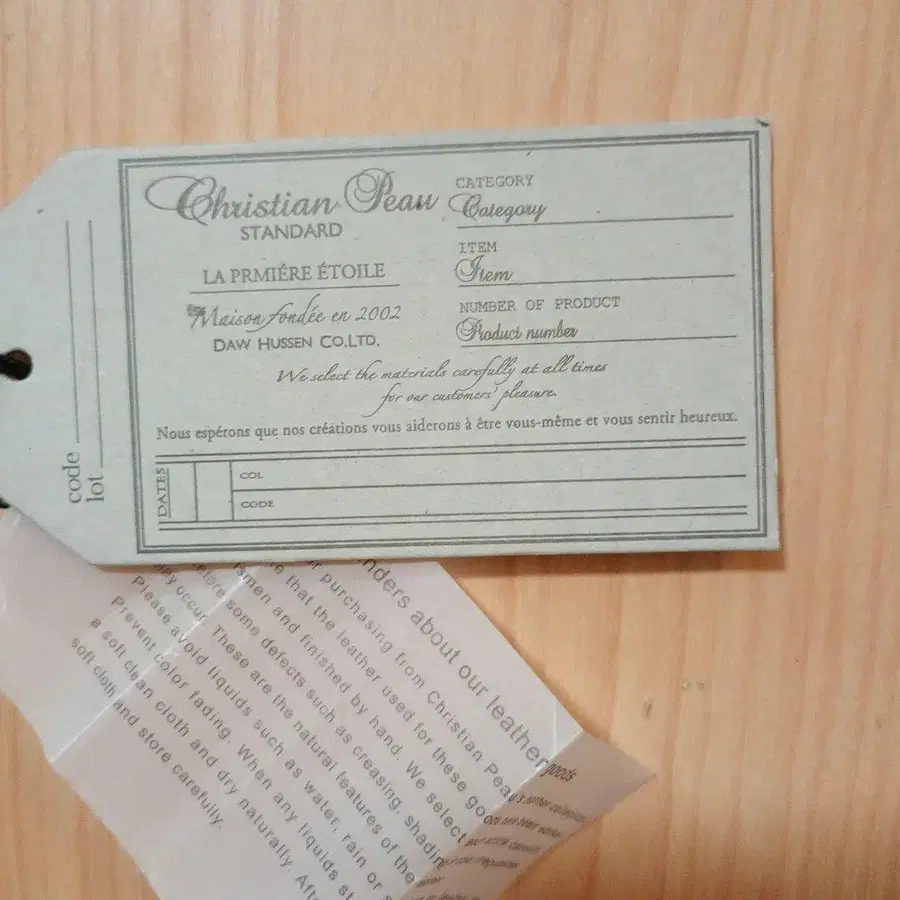 Christian Peau
STANDARD
LA PRMIÉRE ÉTOILE
Maison fondée en 2002
DAW HUSSEN CO.LTD.
CATEGORY
Category
ITEM
Item
NUMBER OF PRODUCT
Product number
We select the materials carefully at all times
for our customers' pleasure.
Nous espérons que nos créations vous aiderons à être vous-même et vous sentir heureux.
DATES
COL
CODE
code
lot
nders about our leather goods
r purchasing from Christian Peau's
e that the leather used for these goods
smen and finished by hand. We select
efore some defects such as creasing, shadin
may occur. These are the natural features of the
Please avoid liquids such as water, rain or s
Prevent color fading. When any liquids st
a soft clean cloth and dry naturally. Aft
soft cloth and store carefully.